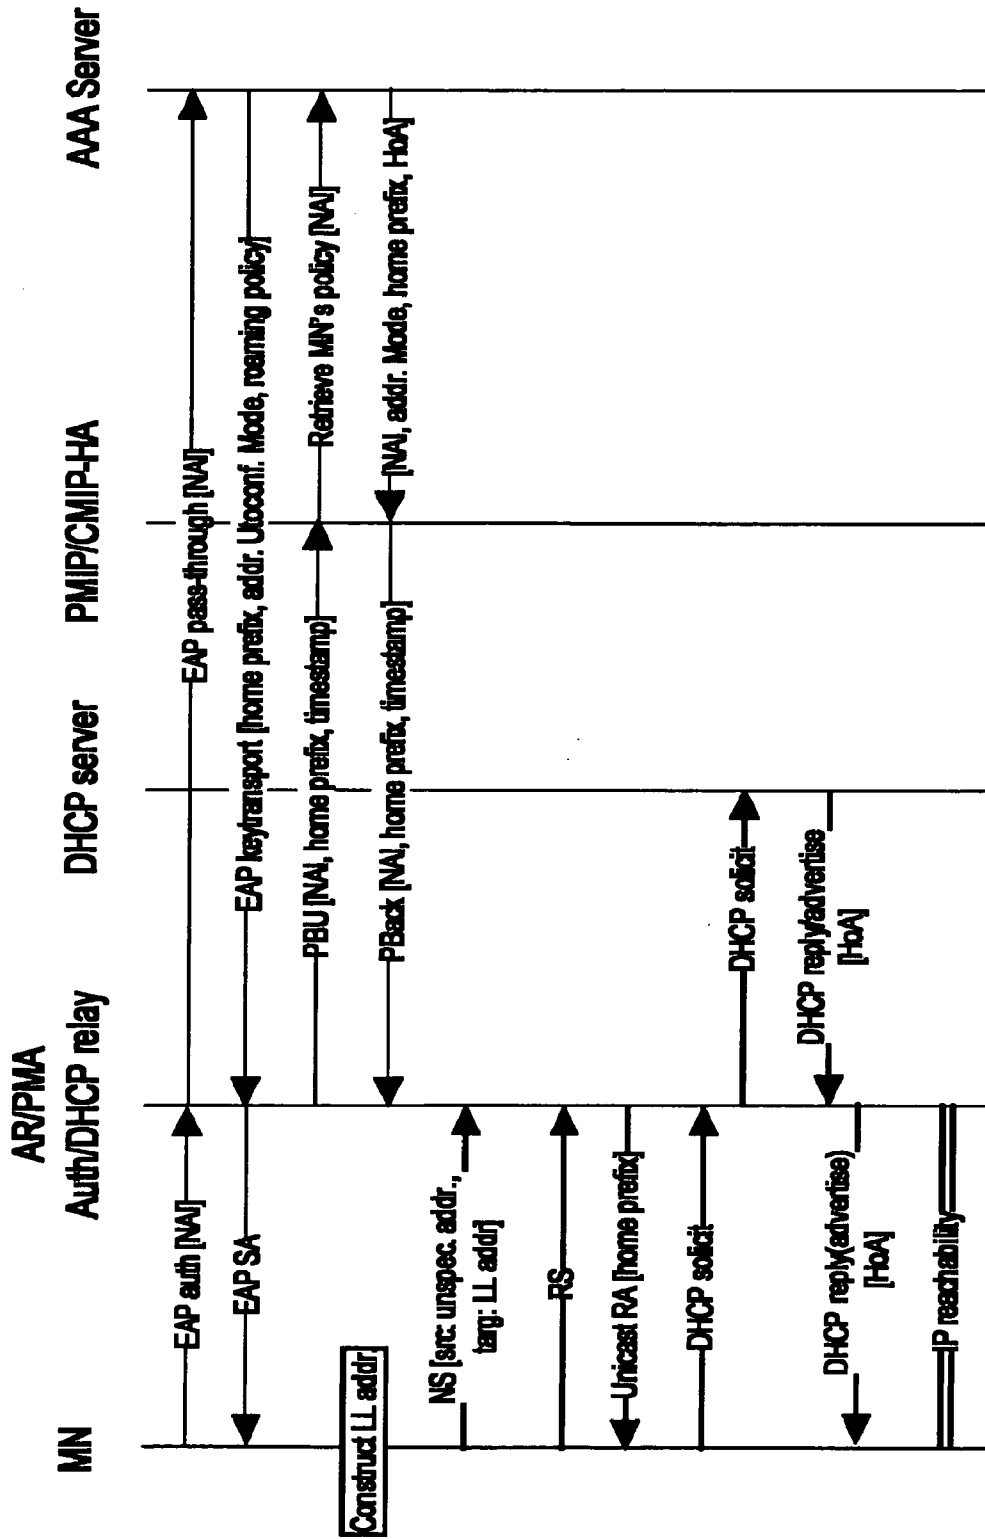 MN
AR/PMA
Auth/DHCP relay
DHCP server
PMIP/CMIP-HA
AAA Server
EAP auth [NAI]
EAP pass-through [NAI]
EAP SA
EAP keytransport [home prefix, addr. Utoconf. Mode, roaming policy]
PBU [NAI, home prefix, timestamp]
Retrieve MN's policy [NAI]
Construct LL addr
PBack [NAI, home prefix, timestamp]
[NAI, addr. Mode, home prefix, HoA]
NS [src: unspec. addr.,
targ: LL addr]
RS
Unicast RA [home prefix]
DHCP solicit
DHCP solicit
DHCP reply/advertise
[HoA]
DHCP reply(advertise)
[HoA]
IP reachability